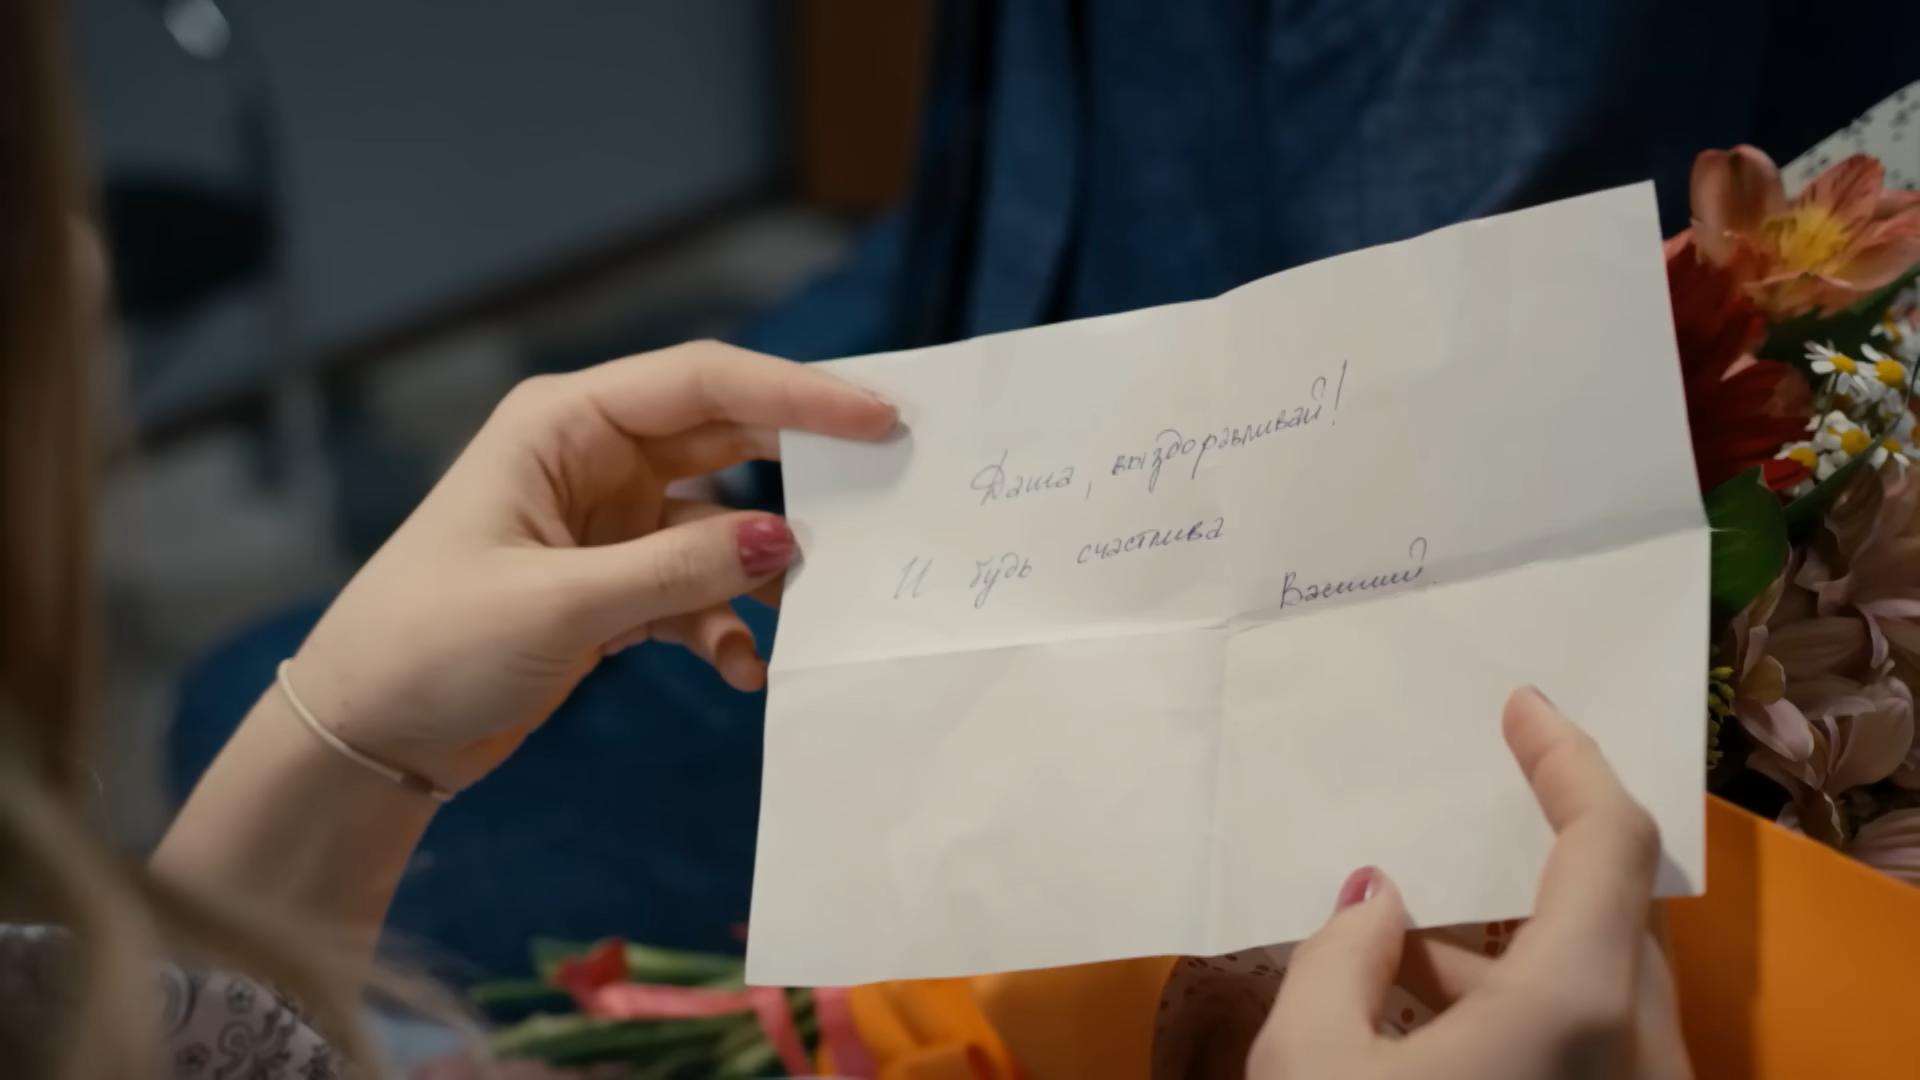 Даша, выздоравливай!
И будь счастлива
Василий.